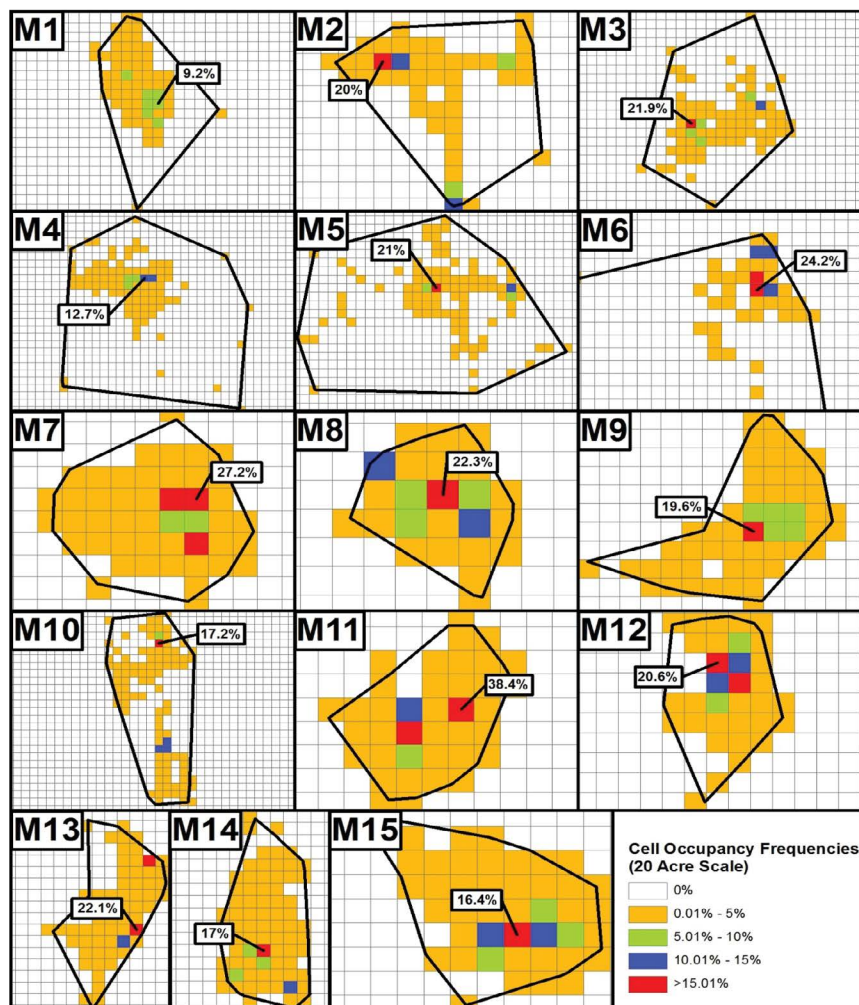 M1
9.2%
M2
20%
M3
21.9%
M4
12.7%
M5
21%
M6
24.2%
M7
27.2%
M8
22.3%
M9
19.6%
M10
17.2%
M11
38.4%
M12
20.6%
M13
22.1%
M14
17%
M15
16.4%
Cell Occupancy Frequencies
(20 Acre Scale)
0%
0.01% - 5%
5.01% - 10%
10.01% - 15%
>15.01%